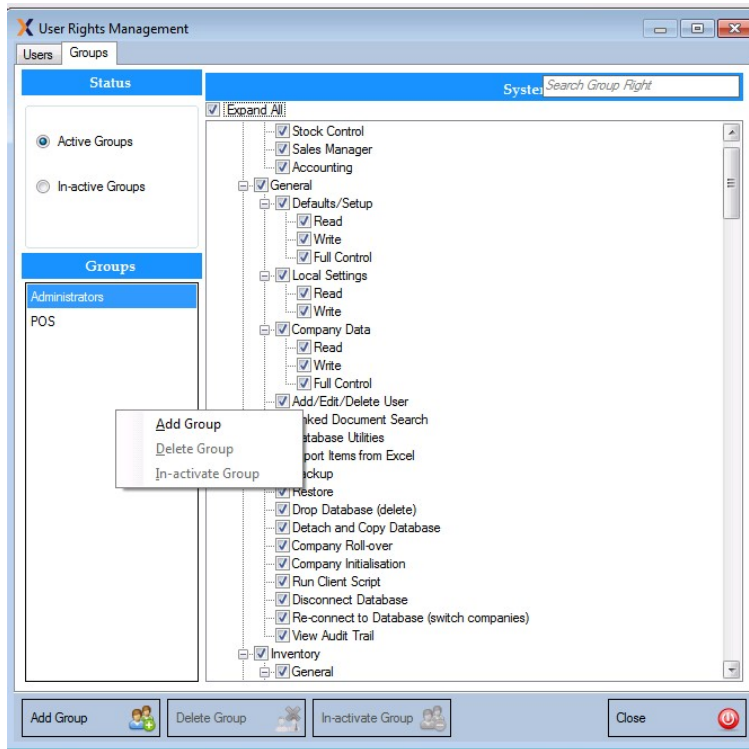 User Rights Management
Users Groups
Status
Search Group Right
Expand All
Active Groups
In-active Groups
Groups
Administrators
POS
Stock Control
Sales Manager
Accounting
General
Defaults/Setup
Read
Write
Full Control
Local Settings
Read
Write
Company Data
Read
Write
Full Control
Add/Edit/Delete User
Document Search
Utilities
Items from Excel
Restore
Drop Database (delete)
Detach and Copy Database
Company Roll-over
Company Initialisation
Run Client Script
Disconnect Database
Re-connect to Database (switch companies)
View Audit Trail
Inventory
General
Add Group
Delete Group
In-activate Group
Add Group
Delete Group
In-activate Group
Close